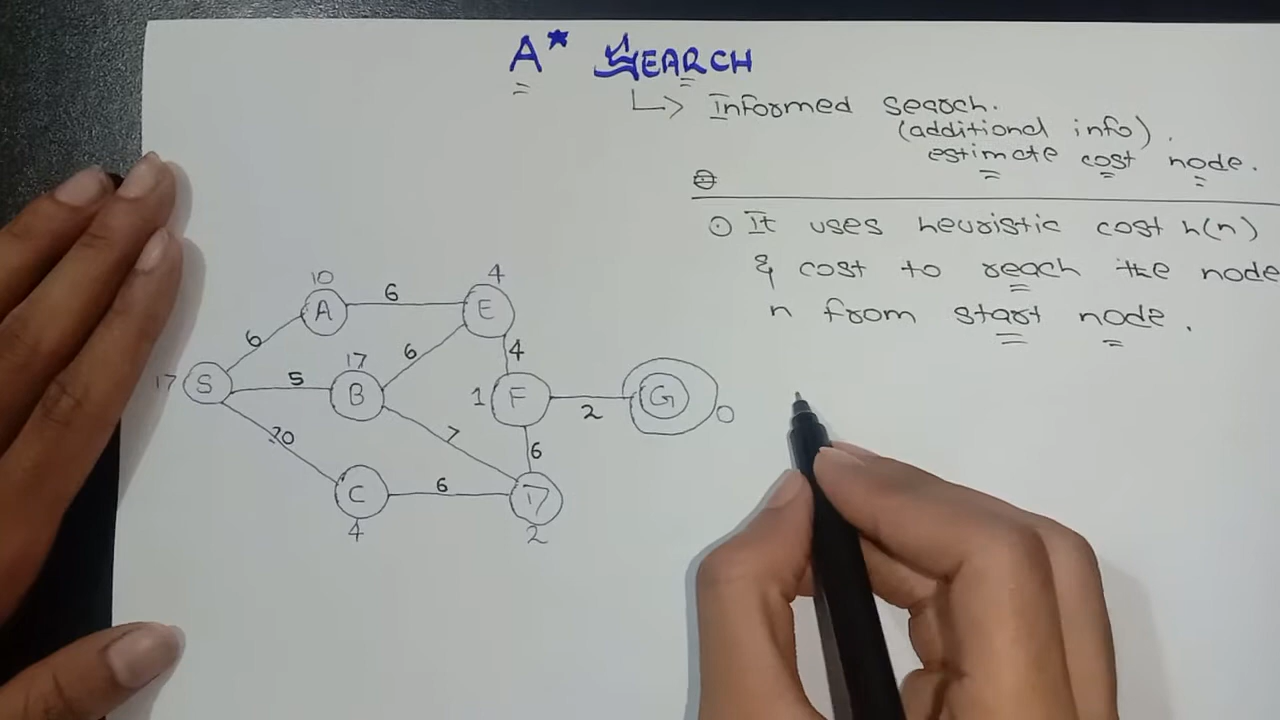 A* SEARCH
Informed search.
(additional info).
estimate cost node.
It uses heuristic cost h(n)
& cost to reach the node
n from start node.
10
4
A
6
E
6
6
4
17
17
S
5
B
1
F
2
G
0
7
6
C
6
4
2